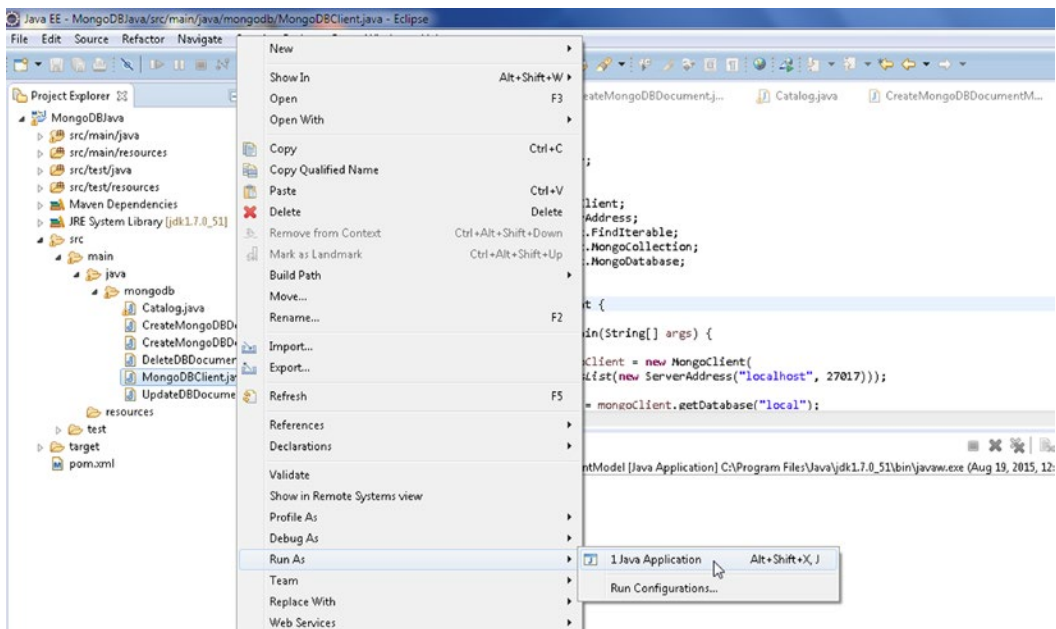 Java EE - MongoDBJava/src/main/java/mongodb/MongoDBClient.java - Eclipse
File Edit Source Refactor Navigate
Project Explorer
MongoDBJava
src/main/java
src/main/resources
src/test/java
src/test/resources
Maven Dependencies
JRE System Library [jdk1.7.0_51]
src
main
java
mongodb
Catalog.java
CreateMongoDBDo
CreateMongoDBDo
DeleteDBDocumer
MongoDBClient.jav
UpdateDBDocume
resources
test
target
pom.xml
New
Show In Alt+Shift+W
Open F3
Open With
Copy Ctrl+C
Copy Qualified Name
Paste Ctrl+V
Delete Delete
Remove from Context Ctrl+Alt+Shift+Down
Mark as Landmark Ctrl+Alt+Shift+Up
Build Path
Move...
Rename... F2
Import...
Export...
Refresh F5
References
Declarations
Validate
Show in Remote Systems view
Profile As
Debug As
Run As
Team
Replace With
Web Services
1 Java Application Alt+Shift+X, J
Run Configurations...
eateMongoDBDocument.j... Catalog.java CreateMongoDBDocumentM...
;
lient;
Address;
.FindIterable;
.MongoCollection;
.MongoDatabase;
t {
in(String[] args) {
Client = new MongoClient(
List(new ServerAddress("localhost", 27017)));
= mongoClient.getDatabase("local");
ntModel [Java Application] C:\Program Files\Java\jdk1.7.0_51\bin\javaw.exe (Aug 19, 2015, 12: